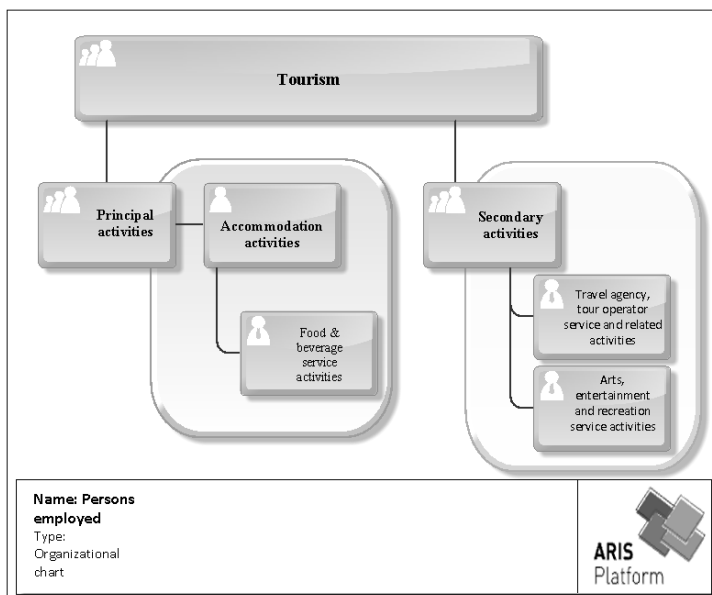 Tourism
Principal
activities
Accommodation
activities
Food &
beverage
service
activities
Secondary
activities
Travel agency,
tour operator
service and related
activities
Arts,
entertainment
and recreation
service activities
Name: Persons
employed
Type:
Organizational
chart
ARIS
Platform